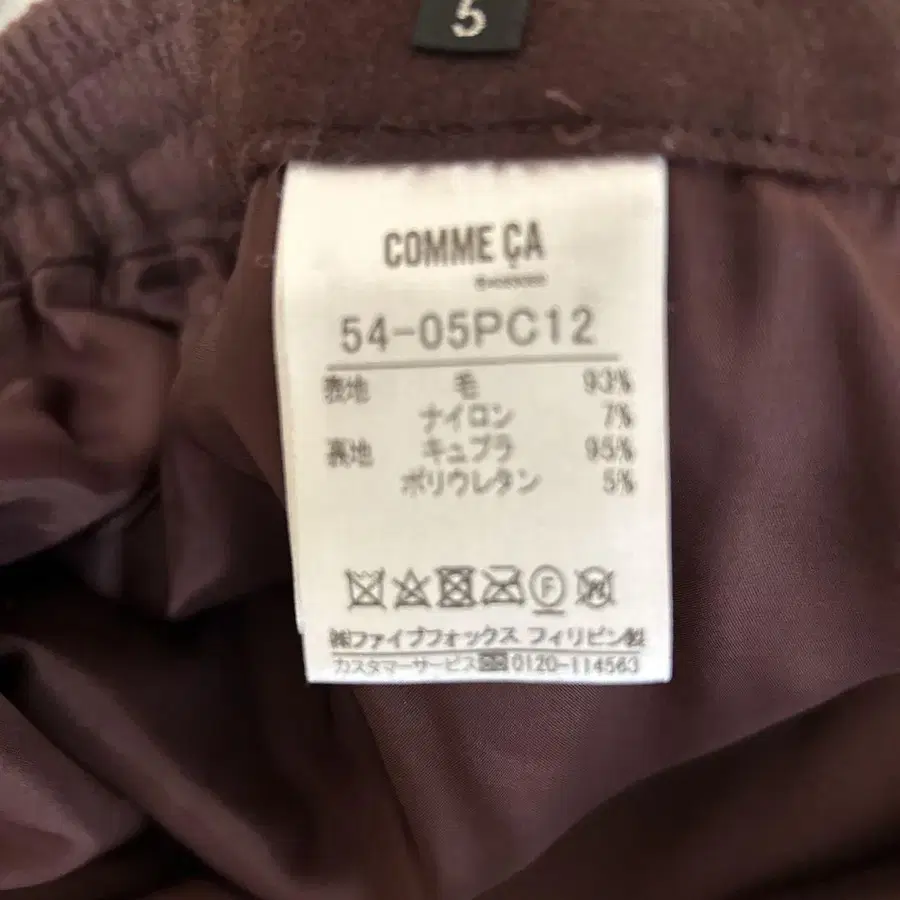 5
COMME ÇA
54-05PC12
表地 毛 93%
ナイロン 7%
裏地 キュプラ 95%
ポリウレタン 5%
F
㈱ファイブフォックス フィリピン製
カスタマーサービス 0120-114563